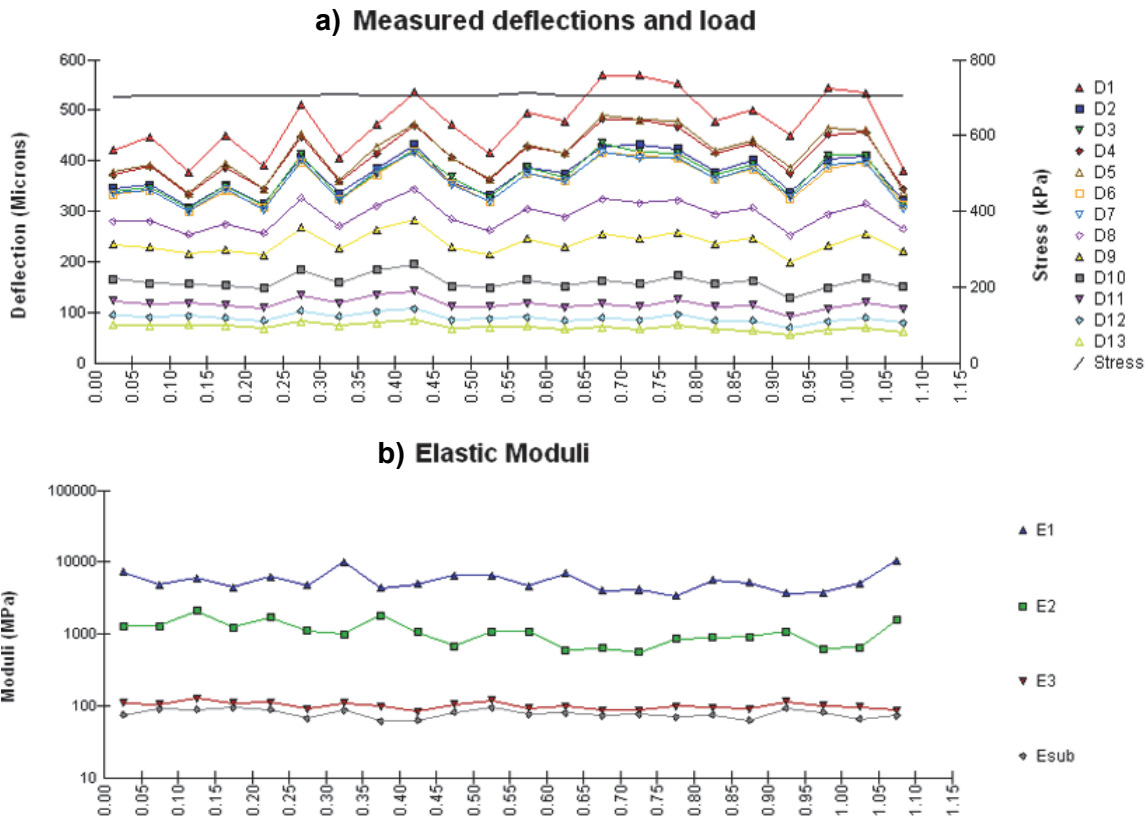 a) Measured deflections and load
Deflection (Microns)
600
500
400
300
200
100
0
800
600
400
200
0
Stress (kPa)
0.00 0.05 0.10 0.15 0.20 0.25 0.30 0.35 0.40 0.45 0.50 0.55 0.60 0.65 0.70 0.75 0.80 0.85 0.90 0.95 1.00 1.05 1.10 1.15
D1
D2
D3
D4
D5
D6
D7
D8
D9
D10
D11
D12
D13
Stress
b) Elastic Moduli
Moduli (MPa)
100000
10000
1000
100
10
0.00 0.05 0.10 0.15 0.20 0.25 0.30 0.35 0.40 0.45 0.50 0.55 0.60 0.65 0.70 0.75 0.80 0.85 0.90 0.95 1.00 1.05 1.10 1.15
E1
E2
E3
Esub